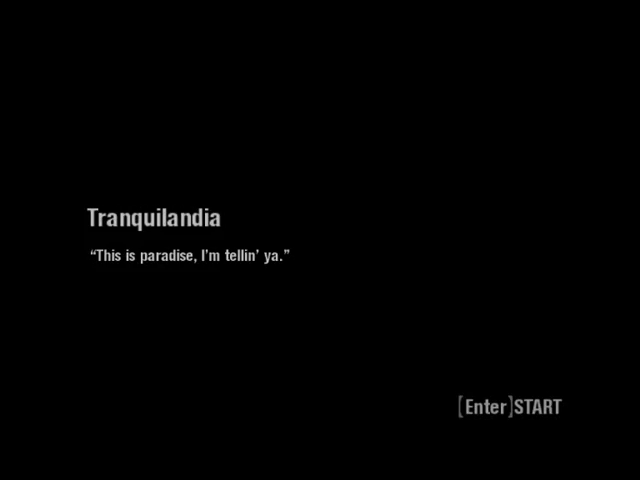 Tranquilandia
“This is paradise, I’m tellin’ ya.”
[Enter]START